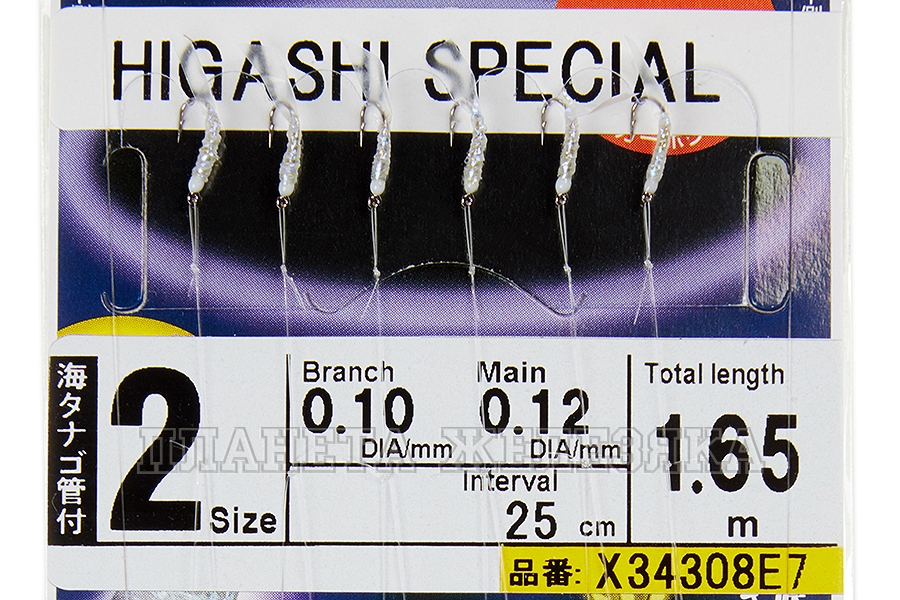 HIGASHI SPECIAL
海タナゴ管付
2 Size
Branch
0.10
DIA/mm
Main
0.12
DIA/mm
Interval
25 cm
Total length
1.65
m
ПЛАНЕТА ЖЕЛЕЗЯКА
品番: X34308E7